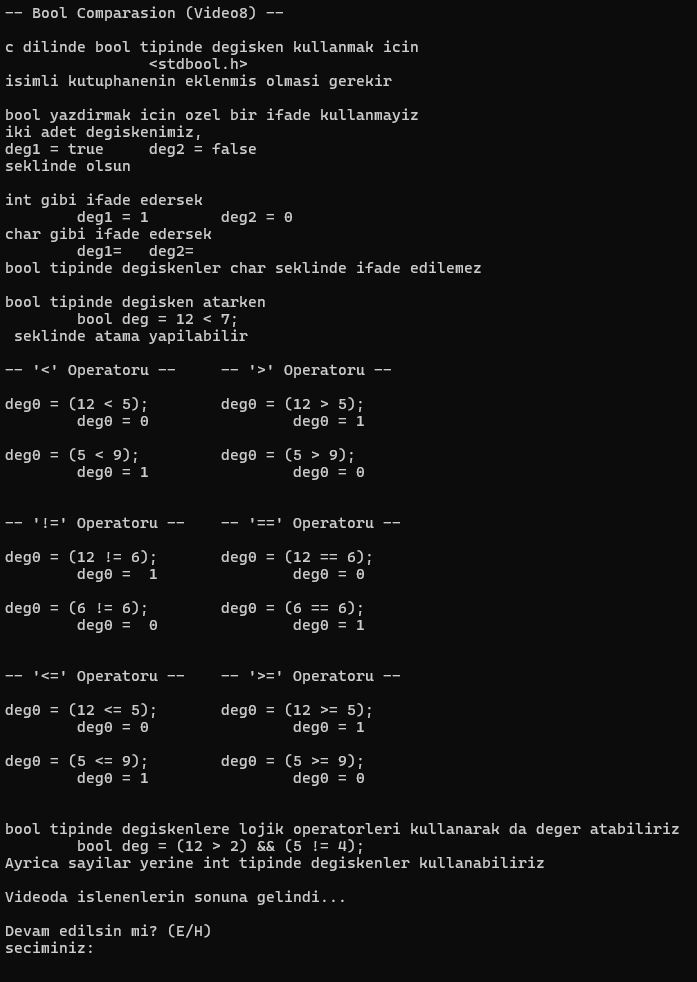 -- Bool Comparasion (Video8) --
c dilinde bool tipinde degisken kullanmak icin
<stdbool.h>
isimli kutuphanenin eklenmis olmasi gerekir
bool yazdirmak icin ozel bir ifade kullanmayiz
iki adet degiskenimiz,
deg1 = true     deg2 = false
seklinde olsun
int gibi ifade edersek
deg1 = 1        deg2 = 0
char gibi ifade edersek
deg1=   deg2=
bool tipinde degiskenler char seklinde ifade edilemez
bool tipinde degisken atarken
bool deg = 12 < 7;
seklinde atama yapilabilir
-- '<' Operatoru --     -- '>' Operatoru --
deg0 = (12 < 5);        deg0 = (12 > 5);
deg0 = 0                deg0 = 1
deg0 = (5 < 9);         deg0 = (5 > 9);
deg0 = 1                deg0 = 0
-- '!=' Operatoru --    -- '==' Operatoru --
deg0 = (12 != 6);       deg0 = (12 == 6);
deg0 =  1               deg0 = 0
deg0 = (6 != 6);        deg0 = (6 == 6);
deg0 =  0               deg0 = 1
-- '<=' Operatoru --    -- '>=' Operatoru --
deg0 = (12 <= 5);       deg0 = (12 >= 5);
deg0 = 0                deg0 = 1
deg0 = (5 <= 9);        deg0 = (5 >= 9);
deg0 = 1                deg0 = 0
bool tipinde degiskenlere lojik operatorleri kullanarak da deger atabiliriz
bool deg = (12 > 2) && (5 != 4);
Ayrica sayilar yerine int tipinde degiskenler kullanabiliriz
Videoda islenenlerin sonuna gelindi...
Devam edilsin mi? (E/H)
seciminiz: